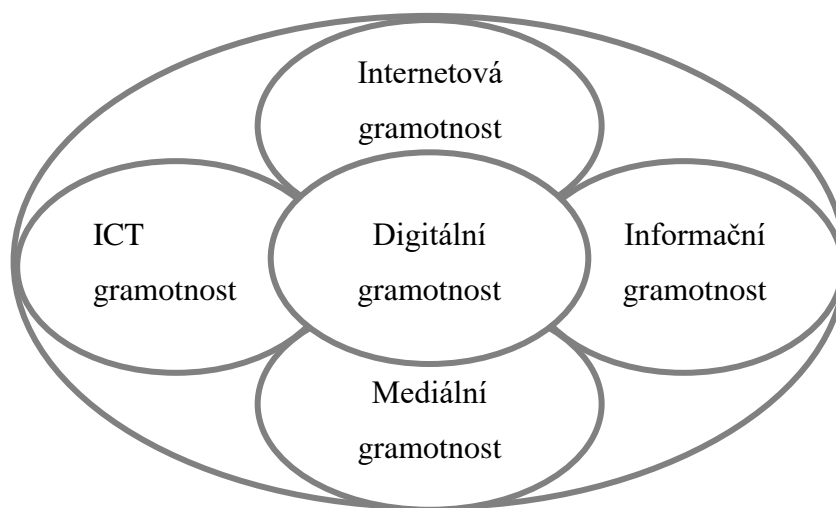 Internetová
gramotnost
ICT
gramotnost
Digitální
gramotnost
Informační
gramotnost
Mediální
gramotnost